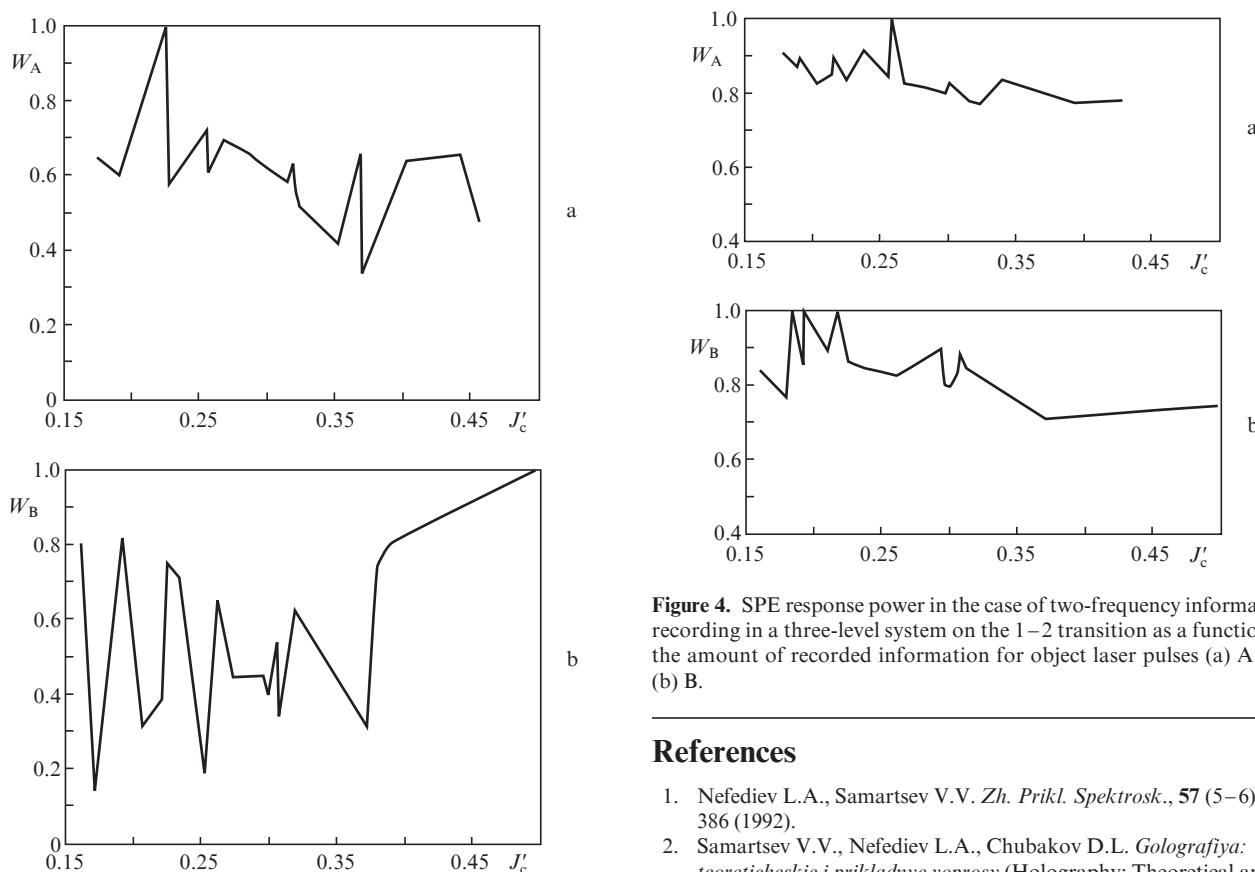 1.0
W_A
0.8
0.6
0.4
0.2
0
0.15
0.25
0.35
0.45
J′_c
a
1.0
W_B
0.8
0.6
0.4
0.2
0
0.15
0.25
0.35
0.45
J′_c
b
1.0
W_A
0.8
0.6
0.4
0.15
0.25
0.35
0.45
J′_c
a
1.0
W_B
0.8
0.6
0.4
0.15
0.25
0.35
0.45
J′_c
b
Figure 4. SPE response power in the case of two-frequency informa
recording in a three-level system on the 1–2 transition as a functio
the amount of recorded information for object laser pulses (a) A
(b) B.
References
1. Nefediev L.A., Samartsev V.V. Zh. Prikl. Spektrosk., 57 (5–6)
386 (1992).
2. Samartsev V.V., Nefediev L.A., Chubakov D.L. Golografiya:
teoreticheskie i prikladnye voprosy (Holography: Theoretical a